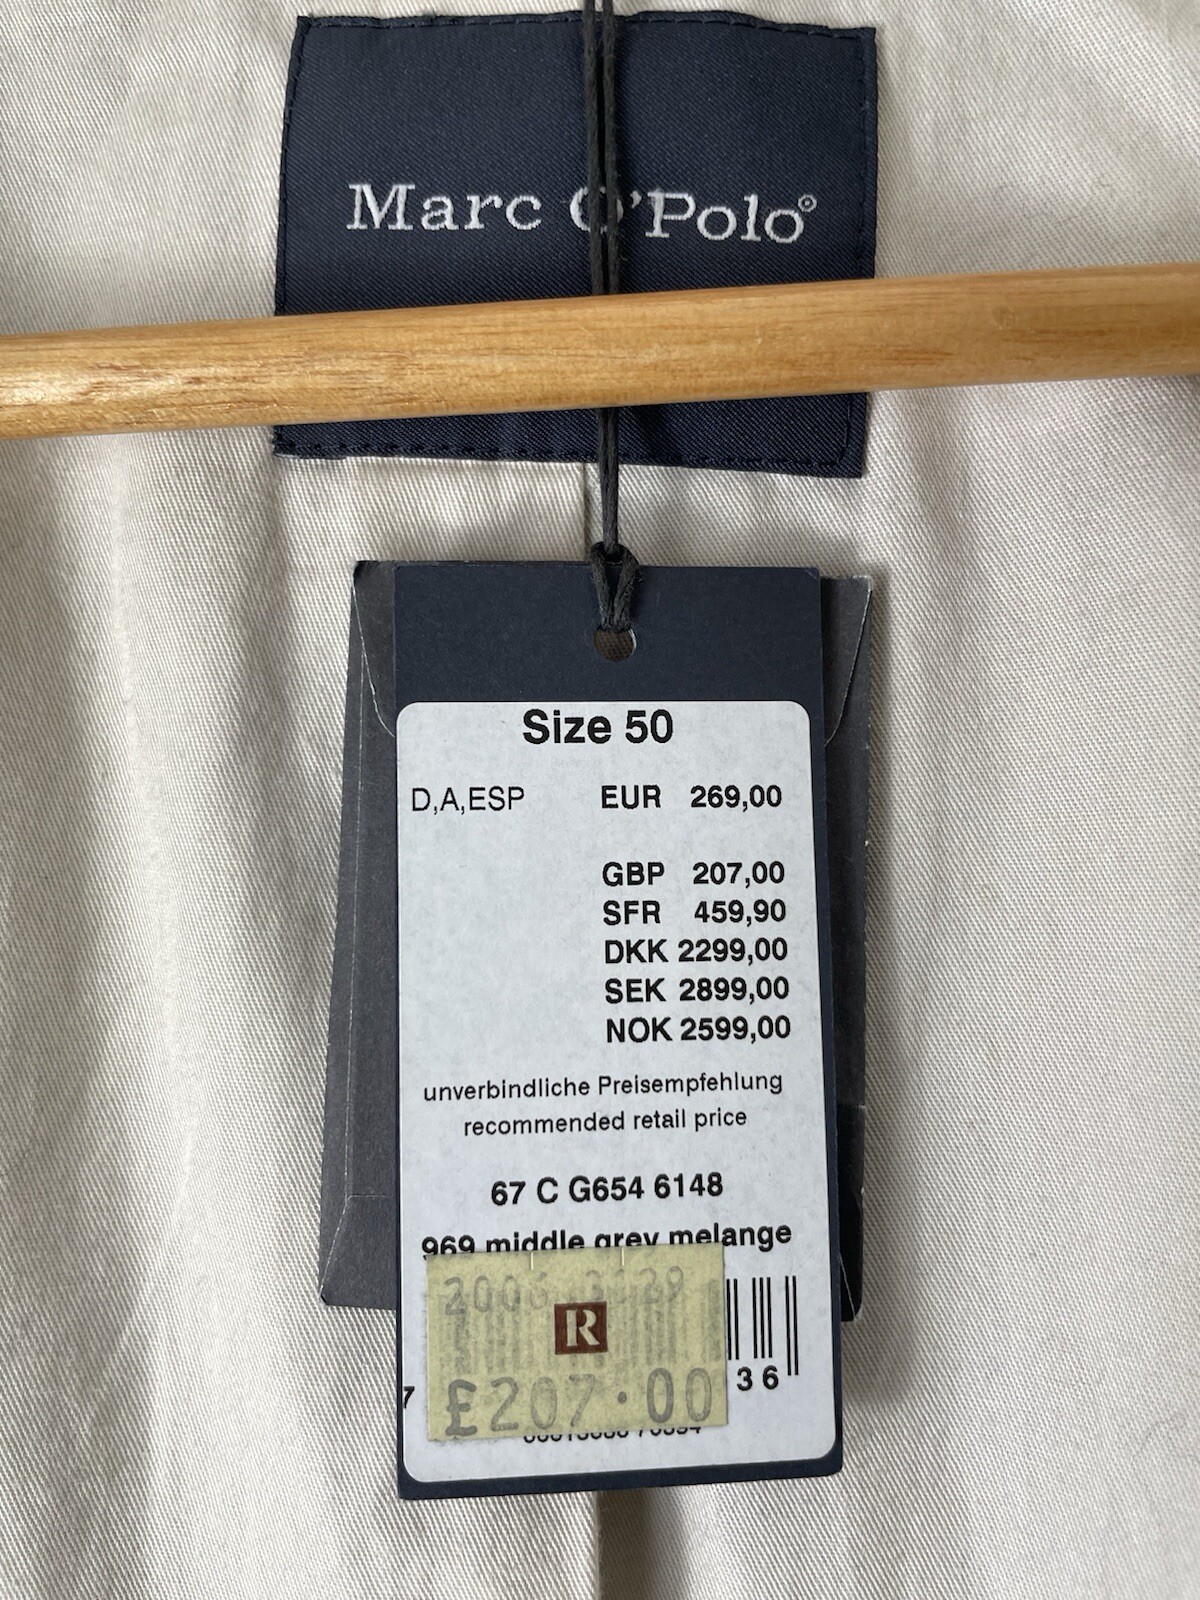 Marc O'Polo®
Size 50
D,A,ESP EUR 269,00
GBP 207,00
SFR 459,90
DKK 2299,00
SEK 2899,00
NOK 2599,00
unverbindliche Preisempfehlung
recommended retail price
67 C G654 6148
969 middle grey melange
R
36
7
£207.00